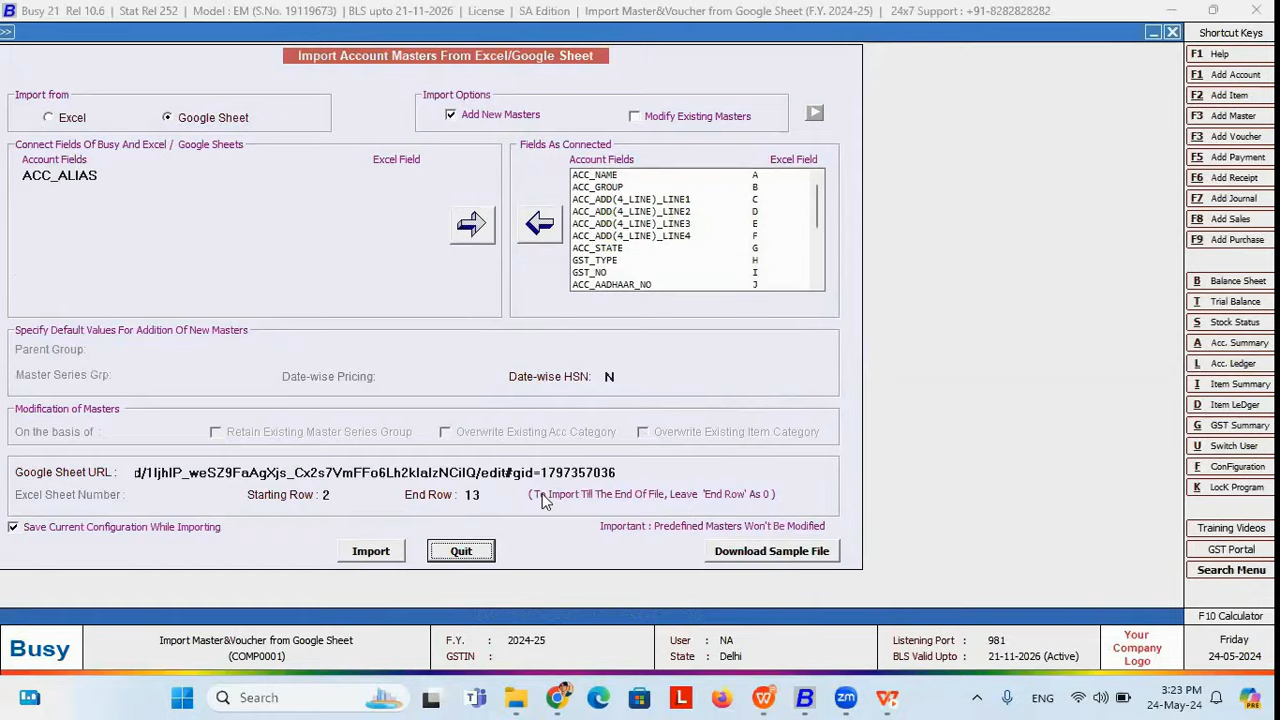 Busy 21 Rel 10.6 | Stat Rel 252 | Model : EM (S.No. 19119673) | BLS upto 21-11-2026 | License | SA Edition | Import Master&Voucher from Google Sheet (F.Y. 2024-25) | 24x7 Support : +91-8282828282
>>
Shortcut Keys
Import Account Masters From Excel/Google Sheet
F1 Help
F1 Add Account
F2 Add Item
F3 Add Master
F3 Add Voucher
F5 Add Payment
F6 Add Receipt
F7 Add Journal
F8 Add Sales
F9 Add Purchase
B Balance Sheet
T Trial Balance
S Stock Status
A Acc. Summary
L Acc. Ledger
I Item Summary
D Item LeDger
G GST Summary
U Switch User
F ConFiguration
K LocK Program
Training Videos
GST Portal
Search Menu
F10 Calculator
Import from
Excel
Google Sheet
Import Options
Add New Masters
Modify Existing Masters
Connect Fields Of Busy And Excel / Google Sheets
Account Fields Excel Field
ACC_ALIAS
Fields As Connected
Account Fields Excel Field
ACC_NAME A
ACC_GROUP B
ACC_ADD(4_LINE)_LINE1 C
ACC_ADD(4_LINE)_LINE2 D
ACC_ADD(4_LINE)_LINE3 E
ACC_ADD(4_LINE)_LINE4 F
ACC_STATE G
GST_TYPE H
GST_NO I
ACC_AADHAAR_NO J
Specify Default Values For Addition Of New Masters
Parent Group:
Master Series Grp: Date-wise Pricing: Date-wise HSN: N
Modification of Masters
On the basis of : Retain Existing Master Series Group Overwrite Existing Acc Category Overwrite Existing Item Category
Google Sheet URL : d/1IjhIP_weSZ9FaAgXjs_Cx2s7VmFFo6Lh2kIaIzNCiIQ/edit#gid=1797357036
Excel Sheet Number : Starting Row : 2 End Row : 13 ( To Import Till The End Of File, Leave 'End Row' As 0 )
Save Current Configuration While Importing Important : Predefined Masters Won't Be Modified
Import Quit Download Sample File
Busy
Import Master&Voucher from Google Sheet
(COMP0001)
F.Y. : 2024-25
GSTIN :
User : NA
State : Delhi
Listening Port : 981
BLS Valid Upto : 21-11-2026 (Active)
Your
Company
Logo
Friday
24-05-2024
Search
ENG
3:23 PM
24-May-24
PRE